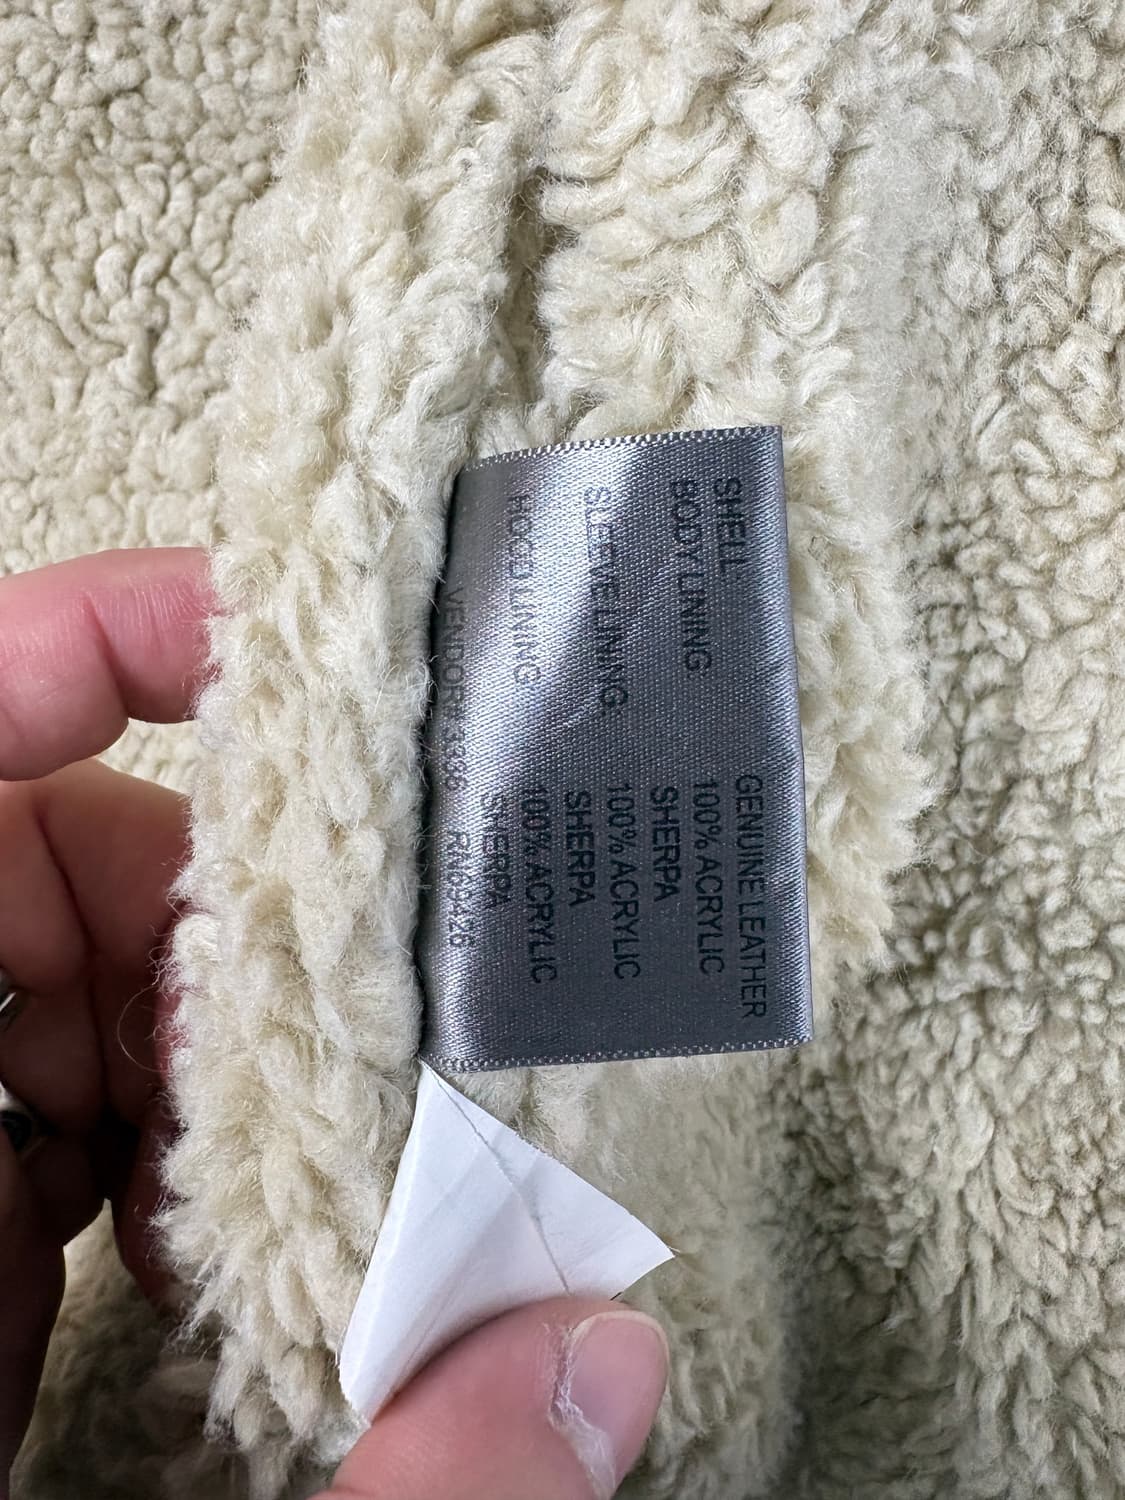 SHELL GENUINE LEATHER
BODY LINING 100% ACRYLIC
SHERPA
SLEEVE LINING 100% ACRYLIC
SHERPA
HOOD LINING 100% ACRYLIC
SHERPA